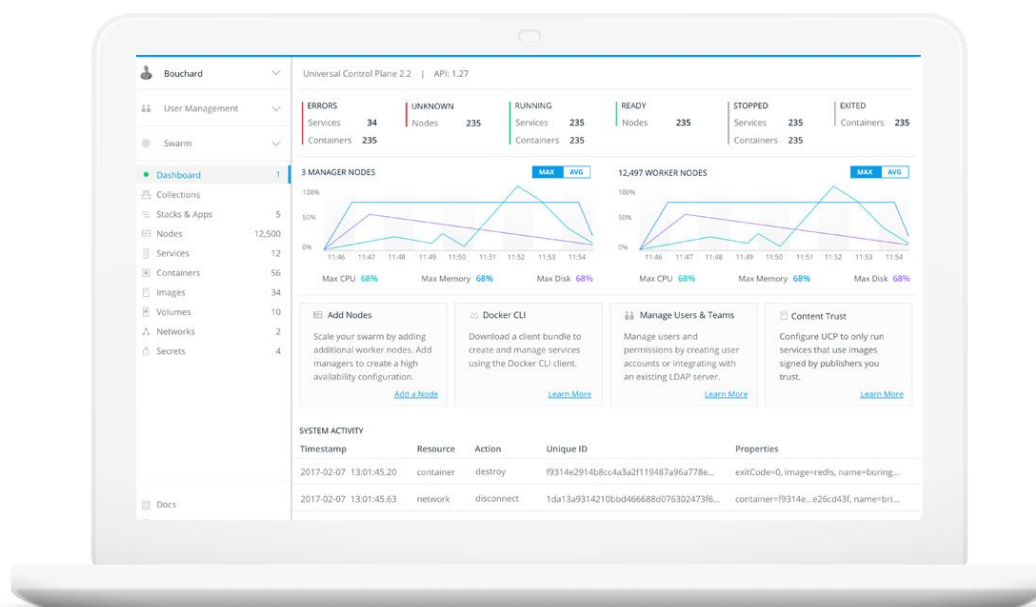 Bouchard
User Management
Swarm
Dashboard 1
Collections
Stacks & Apps 5
Nodes 12,500
Services 12
Containers 56
Images 34
Volumes 10
Networks 2
Secrets 4
Docs
Universal Control Plane 2.2 | API: 1.27
ERRORS
Services 34
Containers 235
UNKNOWN
Nodes 235
RUNNING
Services 235
Containers 235
READY
Nodes 235
STOPPED
Services 235
Containers 235
EXITED
Containers 235
3 MANAGER NODES MAX AVG
100%
50%
0%
11:46 11:47 11:48 11:49 11:50 11:51 11:52 11:53 11:54
Max CPU 68% Max Memory 68% Max Disk 68%
12,497 WORKER NODES MAX AVG
100%
50%
0%
11:46 11:47 11:48 11:49 11:50 11:51 11:52 11:53 11:54
Max CPU 68% Max Memory 68% Max Disk 68%
Add Nodes
Scale your swarm by adding
additional worker nodes. Add
managers to create a high
availability configuration.
Add a Node
Docker CLI
Download a client bundle to
create and manage services
using the Docker CLI client.
Learn More
Manage Users & Teams
Manage users and
permissions by creating user
accounts or integrating with
an existing LDAP server.
Learn More
Content Trust
Configure UCP to only run
services that use images
signed by publishers you
trust.
Learn More
SYSTEM ACTIVITY
Timestamp Resource Action Unique ID Properties
2017-02-07 13:01:45.20 container destroy f9314e2914b8cc4a3a2f119487a96a778e... exitCode=0, image=redis, name=boring...
2017-02-07 13:01:45.63 network disconnect 1da13a9314210bbd466688d076302473f6... container=f9314e...e26cd43f, name=bri...